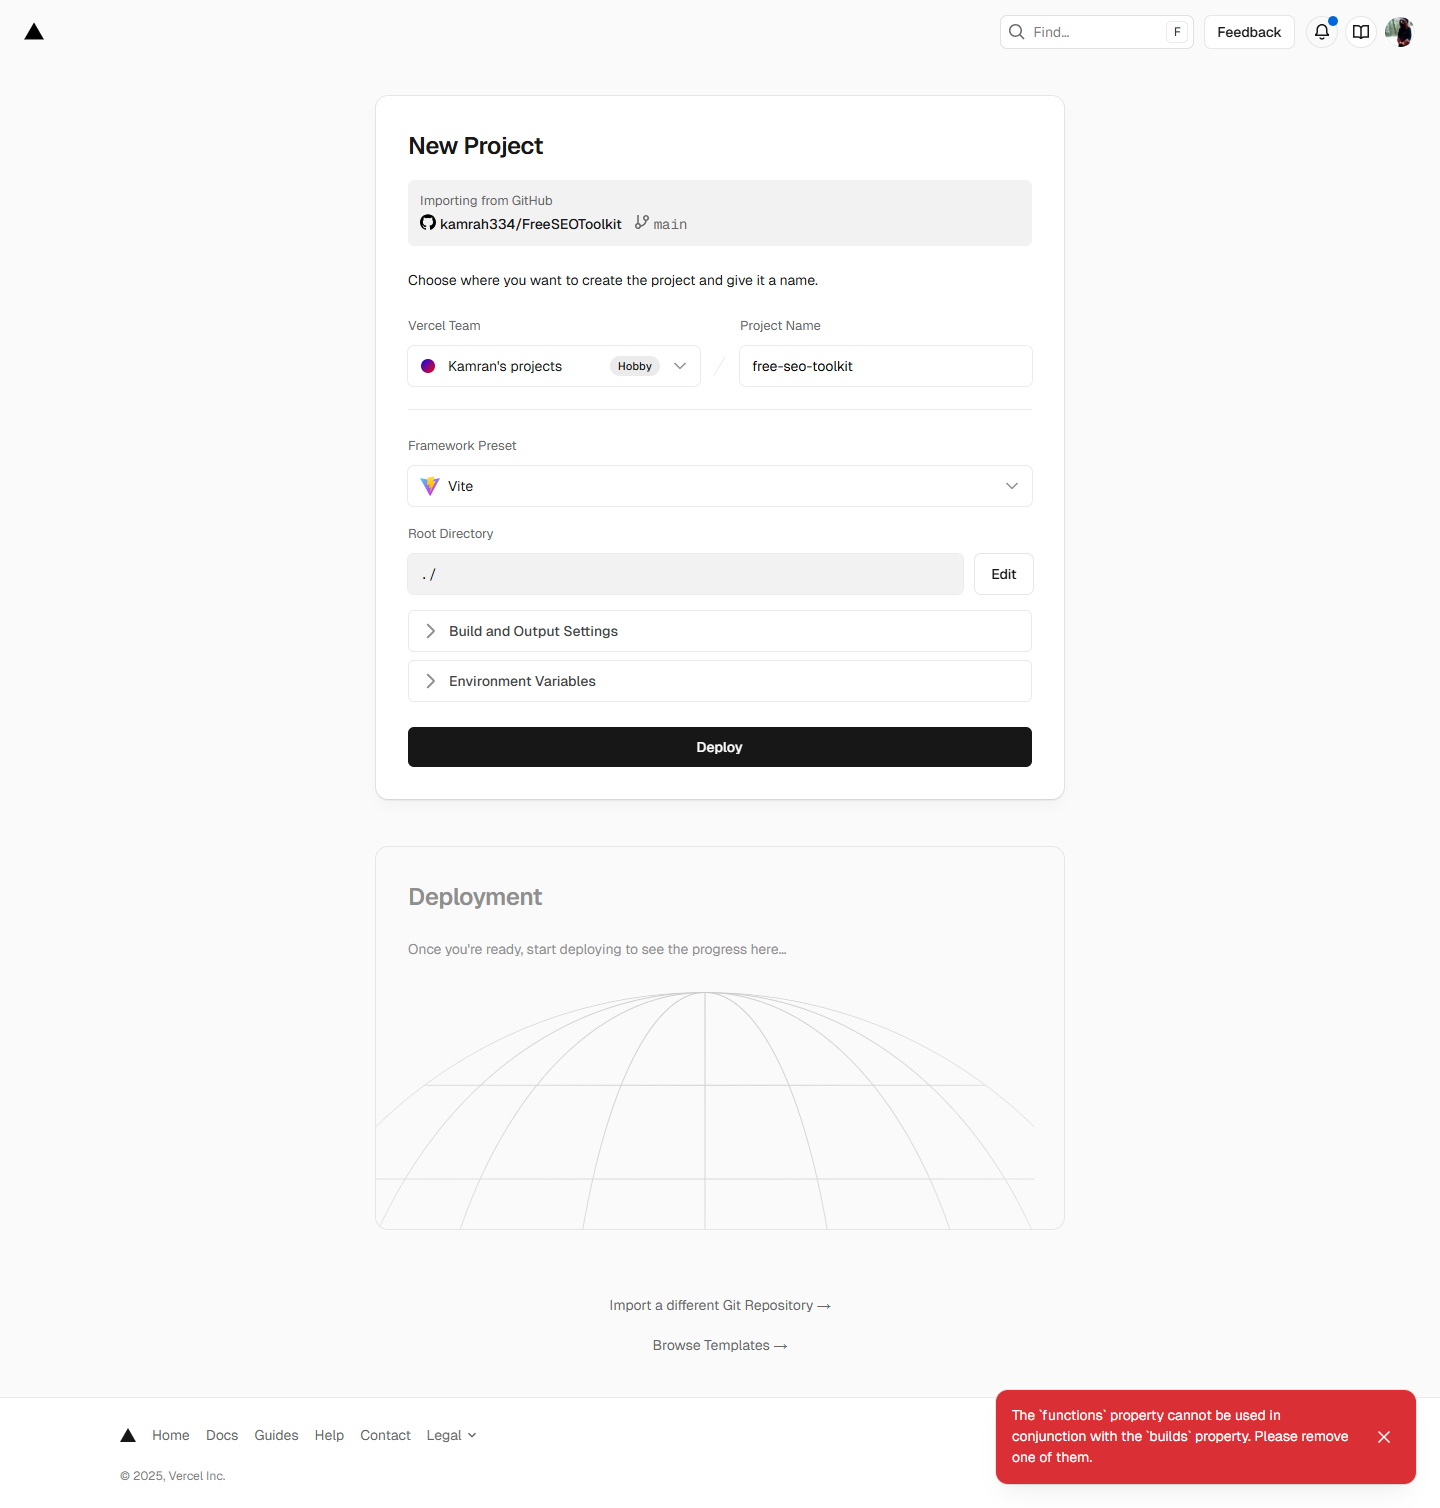 Find...
F
Feedback
New Project
Importing from GitHub
kamrah334/FreeSEOToolkit main
Choose where you want to create the project and give it a name.
Vercel Team
Project Name
Kamran's projects
Hobby
free-seo-toolkit
Framework Preset
Vite
Root Directory
./
Edit
Build and Output Settings
Environment Variables
Deploy
Deployment
Once you're ready, start deploying to see the progress here...
Import a different Git Repository →
Browse Templates →
Home Docs Guides Help Contact Legal
© 2025, Vercel Inc.
The `functions` property cannot be used in
conjunction with the `builds` property. Please remove
one of them.